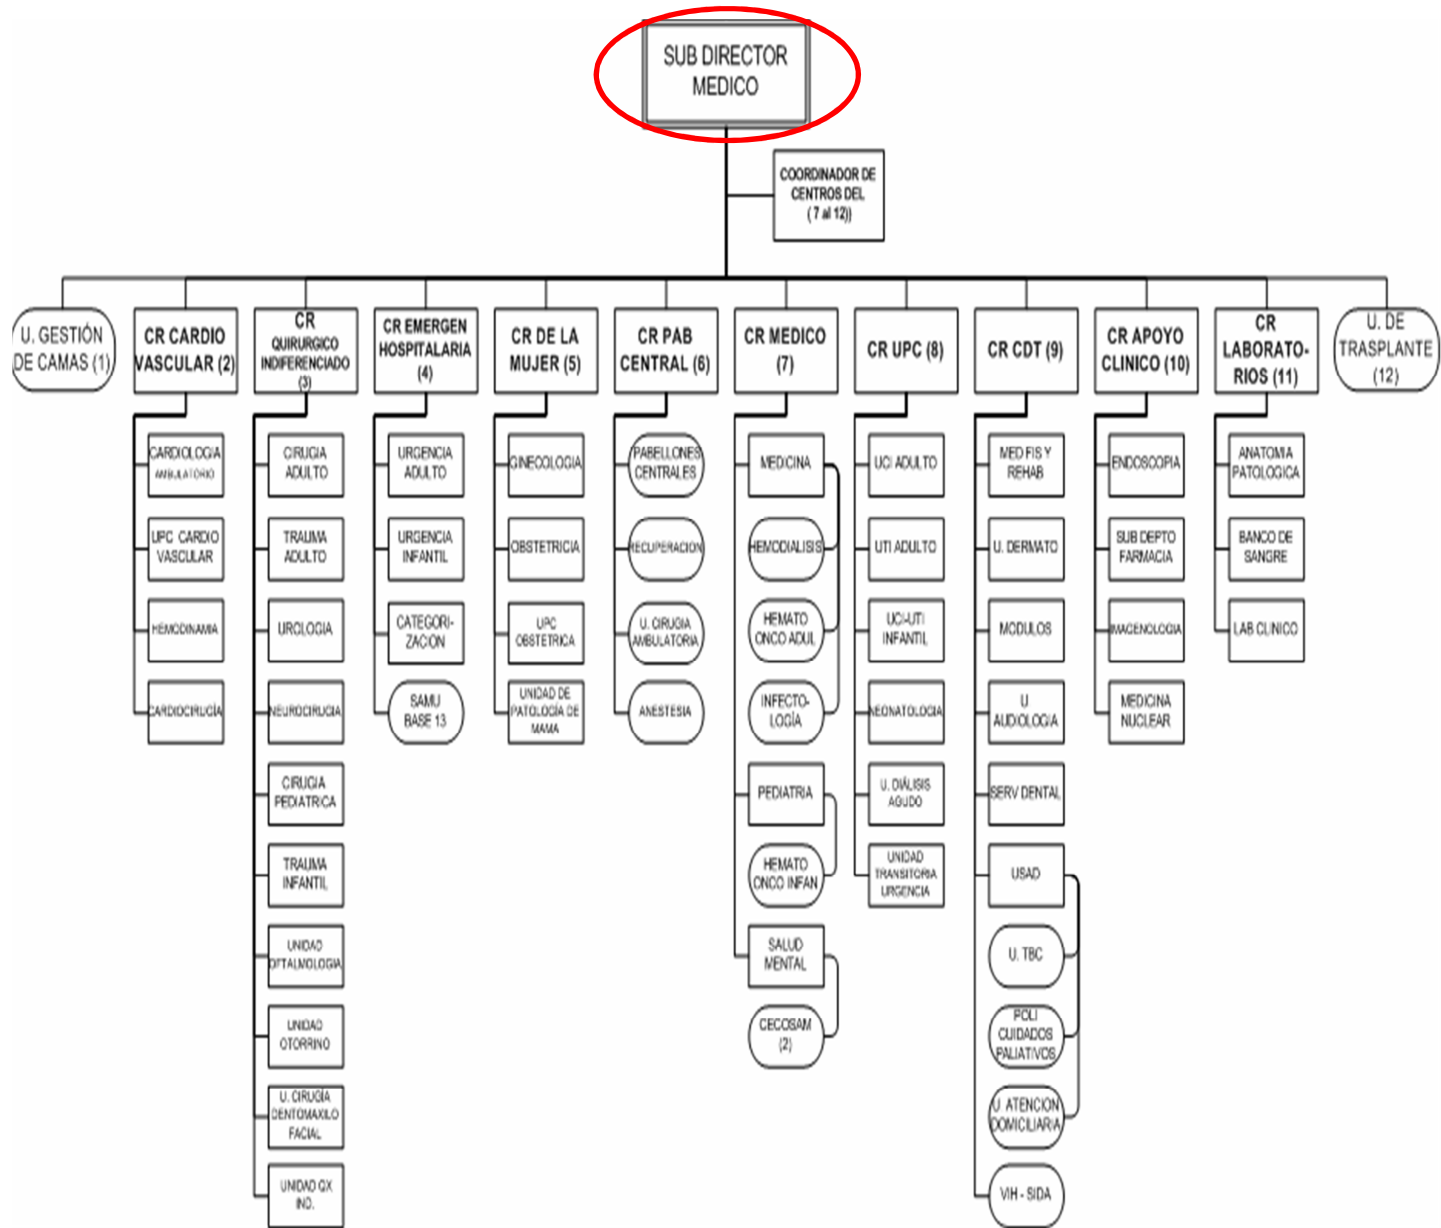 SUB DIRECTOR
MEDICO
COORDINADOR DE
CENTROS DEL
( 7 al 12))
U. GESTIÓN
DE CAMAS (1)
CR CARDIO
VASCULAR (2)
CR
QUIRURGICO
INDIFERENCIADO
(3)
CR EMERGEN
HOSPITALARIA
(4)
CR DE LA
MUJER (5)
CR PAB
CENTRAL (6)
CR MEDICO
(7)
CR UPC (8)
CR CDT (9)
CR APOYO
CLINICO (10)
CR
LABORATO-
RIOS (11)
U. DE
TRASPLANTE
(12)
CARDIOLOGIA
AMBULATORIO
UPC CARDIO
VASCULAR
HEMODINAMIA
CARDIOCIRUGÍA
CIRUGIA
ADULTO
TRAUMA
ADULTO
UROLOGIA
NEUROCIRUGIA
CIRUGIA
PEDIATRICA
TRAUMA
INFANTIL
UNIDAD
OFTALMOLOGIA
UNIDAD
OTORRINO
U. CIRUGÍA
DENTOMAXILO
FACIAL
UNIDAD QX
IND.
URGENCIA
ADULTO
URGENCIA
INFANTIL
CATEGORI-
ZACION
SAMU
BASE 13
GINECOLOGIA
OBSTETRICIA
UPC
OBSTETRICA
UNIDAD DE
PATOLOGÍA DE
MAMA
PABELLONES
CENTRALES
RECUPERACION
U. CIRUGIA
AMBULATORIA
ANESTESIA
MEDICINA
HEMODIALISIS
HEMATO
ONCO ADUL
INFECTO-
LOGÍA
PEDIATRIA
HEMATO
ONCO INFAN
SALUD
MENTAL
CECOSAM
(2)
UCI ADULTO
UTI ADULTO
UCI-UTI
INFANTIL
NEONATOLOGIA
U. DIÁLISIS
AGUDO
UNIDAD
TRANSITORIA
URGENCIA
MED FIS Y
REHAB
U. DERMATO
MODULOS
U
AUDIOLOGIA
SERV DENTAL
USAD
U. TBC
POLI
CUIDADOS
PALIATIVOS
U. ATENCION
DOMICILIARIA
VIH - SIDA
ENDOSCOPIA
SUB DEPTO
FARMACIA
IMAGENOLOGIA
MEDICINA
NUCLEAR
ANATOMIA
PATOLOGICA
BANCO DE
SANGRE
LAB CLINICO